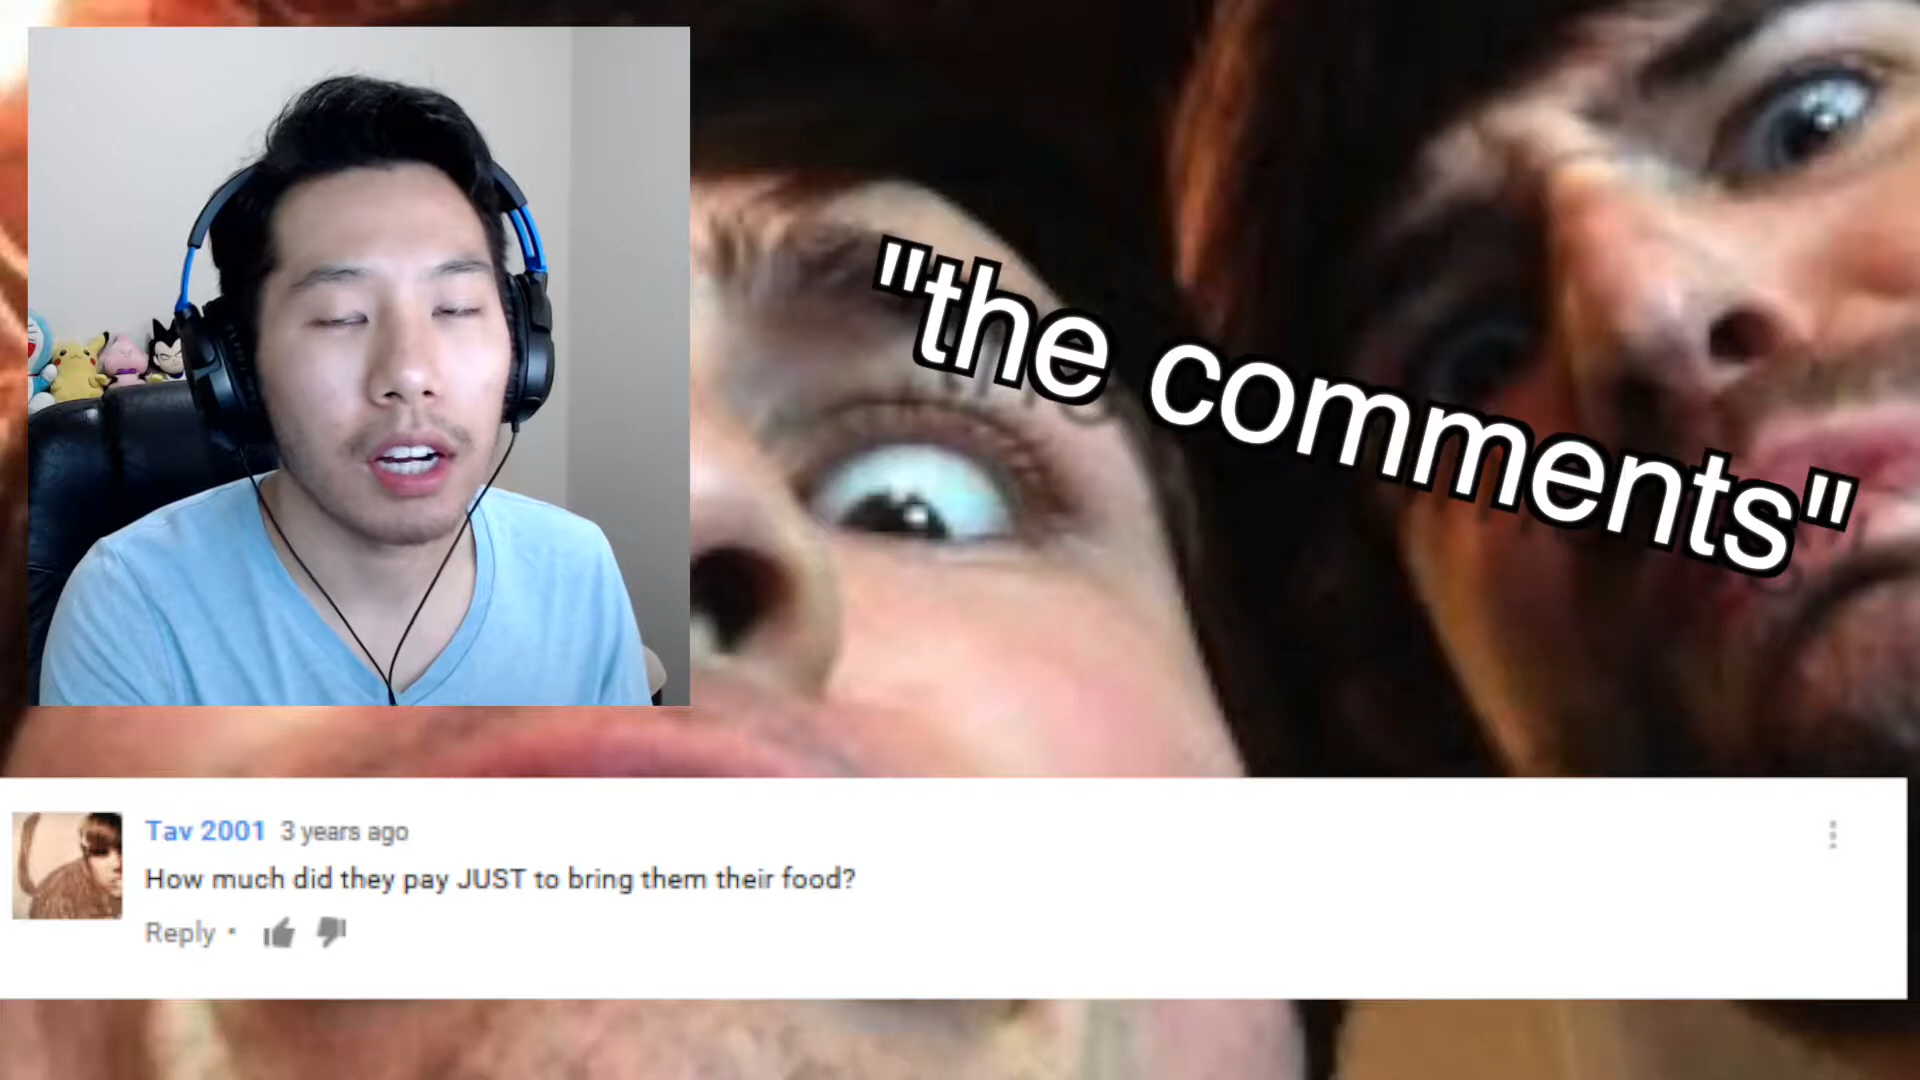 "the comments"
Tav 2001 3 years ago
How much did they pay JUST to bring them their food?
Reply •